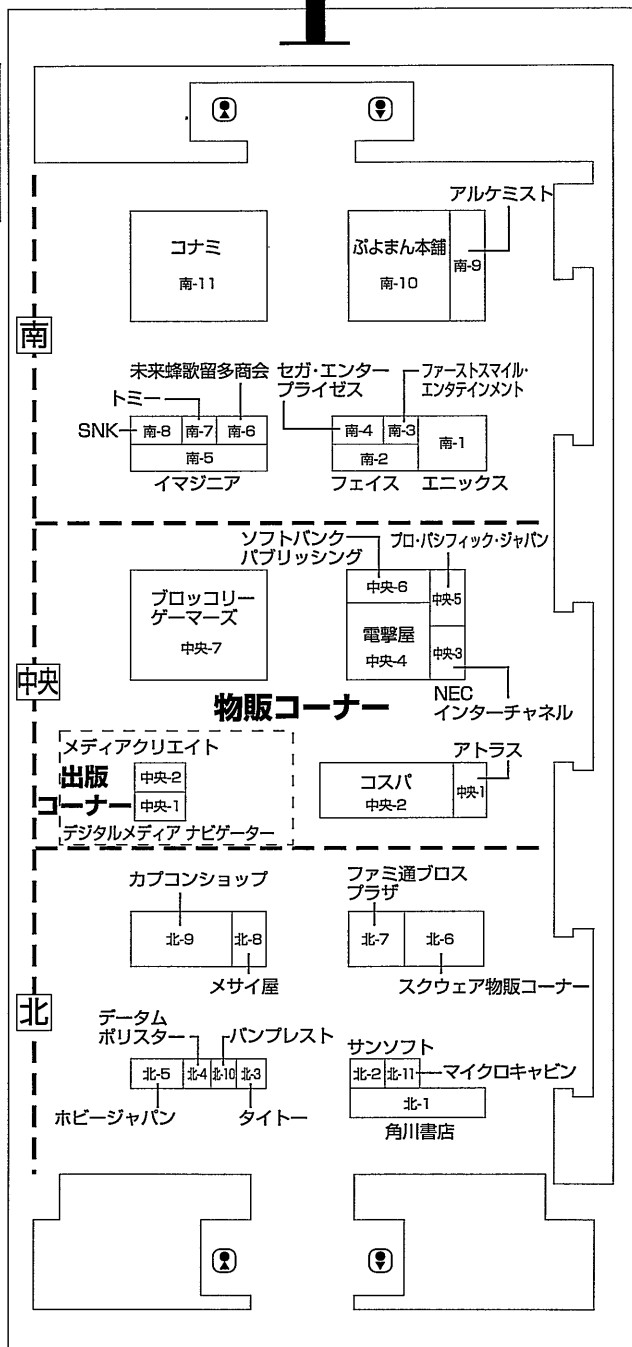 アルケミスト
コナミ
南-11
ぷよまん本舗
南-10
南-9
南
未来蜂歌留多商会
セガ・エンター
プライゼス
ファーストスマイル・
エンタテインメント
トミー
SNK
南-8
南-7
南-6
南-5
イマジニア
南-4
南-3
南-2
南-1
フェイス
エニックス
ソフトバンク
パブリッシング
プロ・パシフィック・ジャパン
ブロッコリー
ゲーマーズ
中央-7
中央-6
中央-5
電撃屋
中央-4
中央-3
中央
物販コーナー
NEC
インターチャネル
メディアクリエイト
出版
コーナー
中央-2
中央-1
デジタルメディア ナビゲーター
アトラス
コスパ
中央-2
中央-1
カプコンショップ
北-9
北-8
メサイ屋
ファミ通ブロス
プラザ
北-7
北-6
スクウェア物販コーナー
北
データム
ポリスター
バンプレスト
北-5
北-4
北-10
北-3
ホビージャパン
タイトー
サンソフト
北-2
北-11
マイクロキャビン
北-1
角川書店